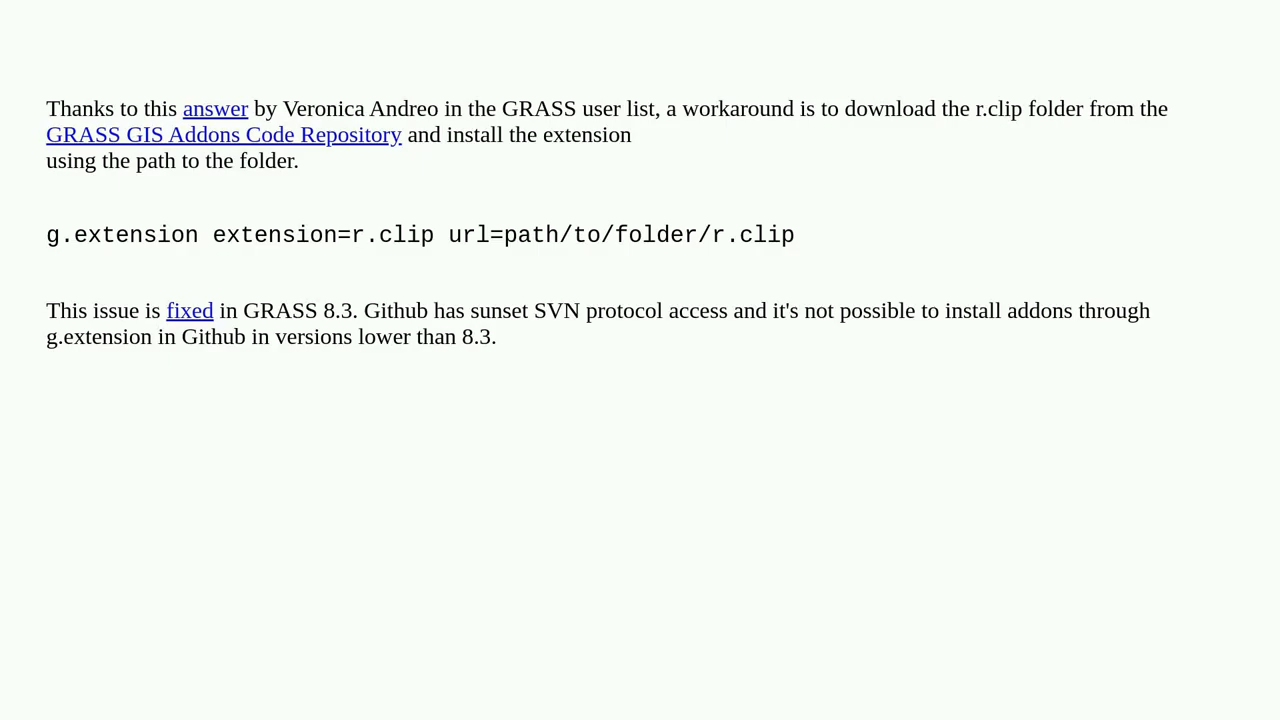 Thanks to this answer by Veronica Andreo in the GRASS user list, a workaround is to download the r.clip folder from the
GRASS GIS Addons Code Repository and install the extension
using the path to the folder.
g.extension extension=r.clip url=path/to/folder/r.clip
This issue is fixed in GRASS 8.3. Github has sunset SVN protocol access and it's not possible to install addons through
g.extension in Github in versions lower than 8.3.